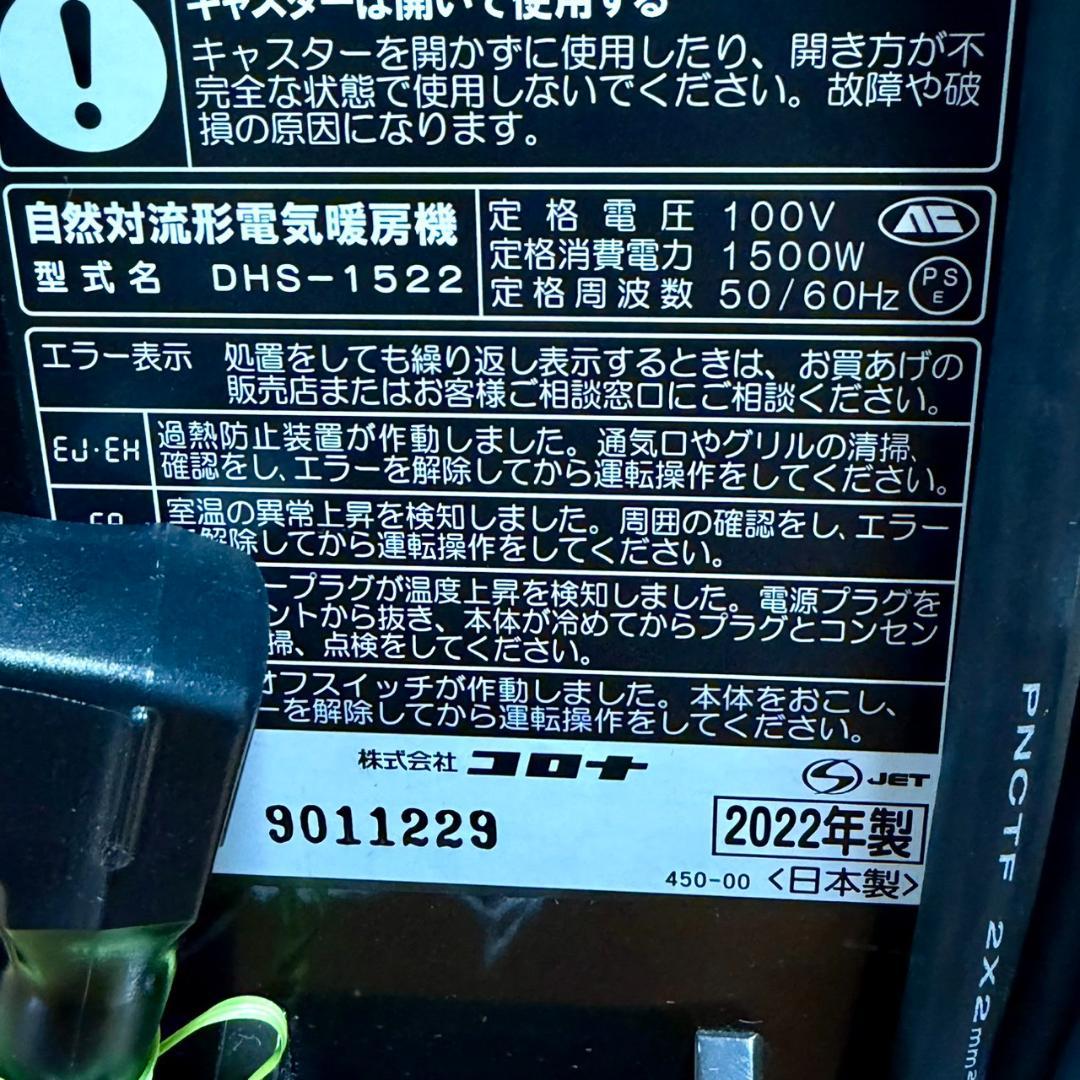 キャスターは開いて使用する
キャスターを開かずに使用したり、開き方が不
完全な状態で使用しないでください。故障や破
損の原因になります。
自然対流形電気暖房機
型式名 DHS-1522
定格電圧 100V
定格消費電力 1500W
定格周波数 50/60Hz
PS
E
エラー表示 処置をしても繰り返し表示するときは、お買あげの
販売店またはお客様ご相談窓口にご相談ください。
EJ・EH 過熱防止装置が作動しました。通気口やグリルの清掃、
確認をし、エラーを解除してから運転操作をしてください。
室温の異常上昇を検知しました。周囲の確認をし、エラー
解除してから運転操作をしてください。
プラグが温度上昇を検知しました。電源プラグを
ントから抜き、本体が冷めてからプラグとコンセン
掃、点検をしてください。
オフスイッチが作動しました。本体をおこし、
ーを解除してから運転操作をしてください。
株式会社 コロナ
JET
9011229
2022年製
450-00 <日本製>
PNCTF 2X2mm2